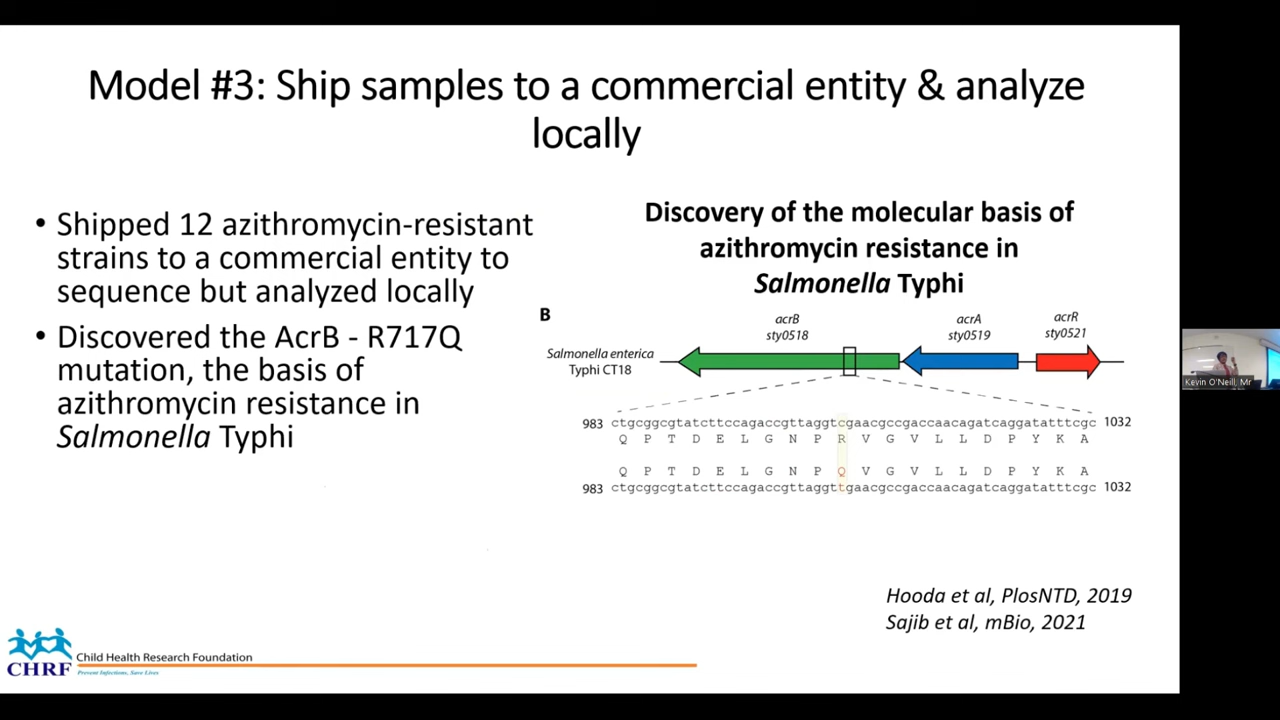 Model #3: Ship samples to a commercial entity & analyze
locally
• Shipped 12 azithromycin-resistant
strains to a commercial entity to
sequence but analyzed locally
• Discovered the AcrB - R717Q
mutation, the basis of
azithromycin resistance in
Salmonella Typhi
Discovery of the molecular basis of
azithromycin resistance in
Salmonella Typhi
B
acrB
sty0518
acrA
sty0519
acrR
sty0521
Salmonella enterica
Typhi CT18
983 ctgcggcgtatcttccagaccgttaggtcgaacgccgaccaacagatcaggatatttcgc 1032
Q P T D E L G N P R V G V L L D P Y K A
Q P T D E L G N P Q V G V L L D P Y K A
983 ctgcggcgtatcttccagaccgttaggttgaacgccgaccaacagatcaggatatttcgc 1032
Hooda et al, PlosNTD, 2019
Sajib et al, mBio, 2021
CHRF
Child Health Research Foundation
Prevent Infections, Save Lives
Kevin O'Neill, Mr